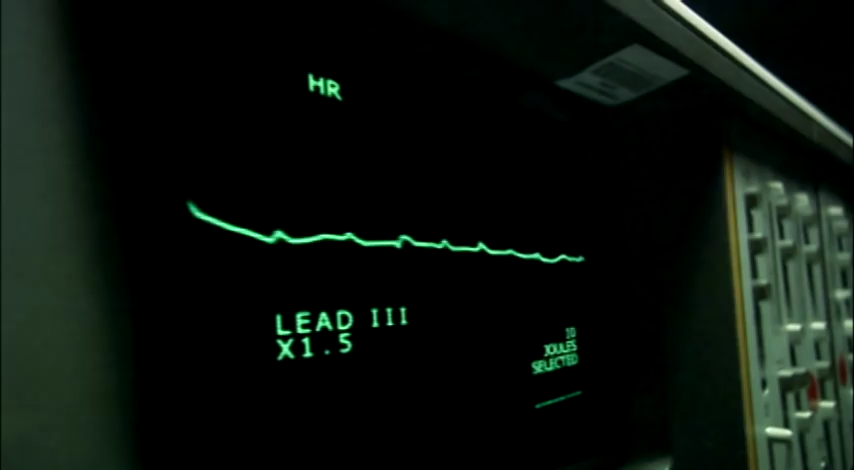 HR
LEAD III
X1.5
10
JOULES
SELECTED